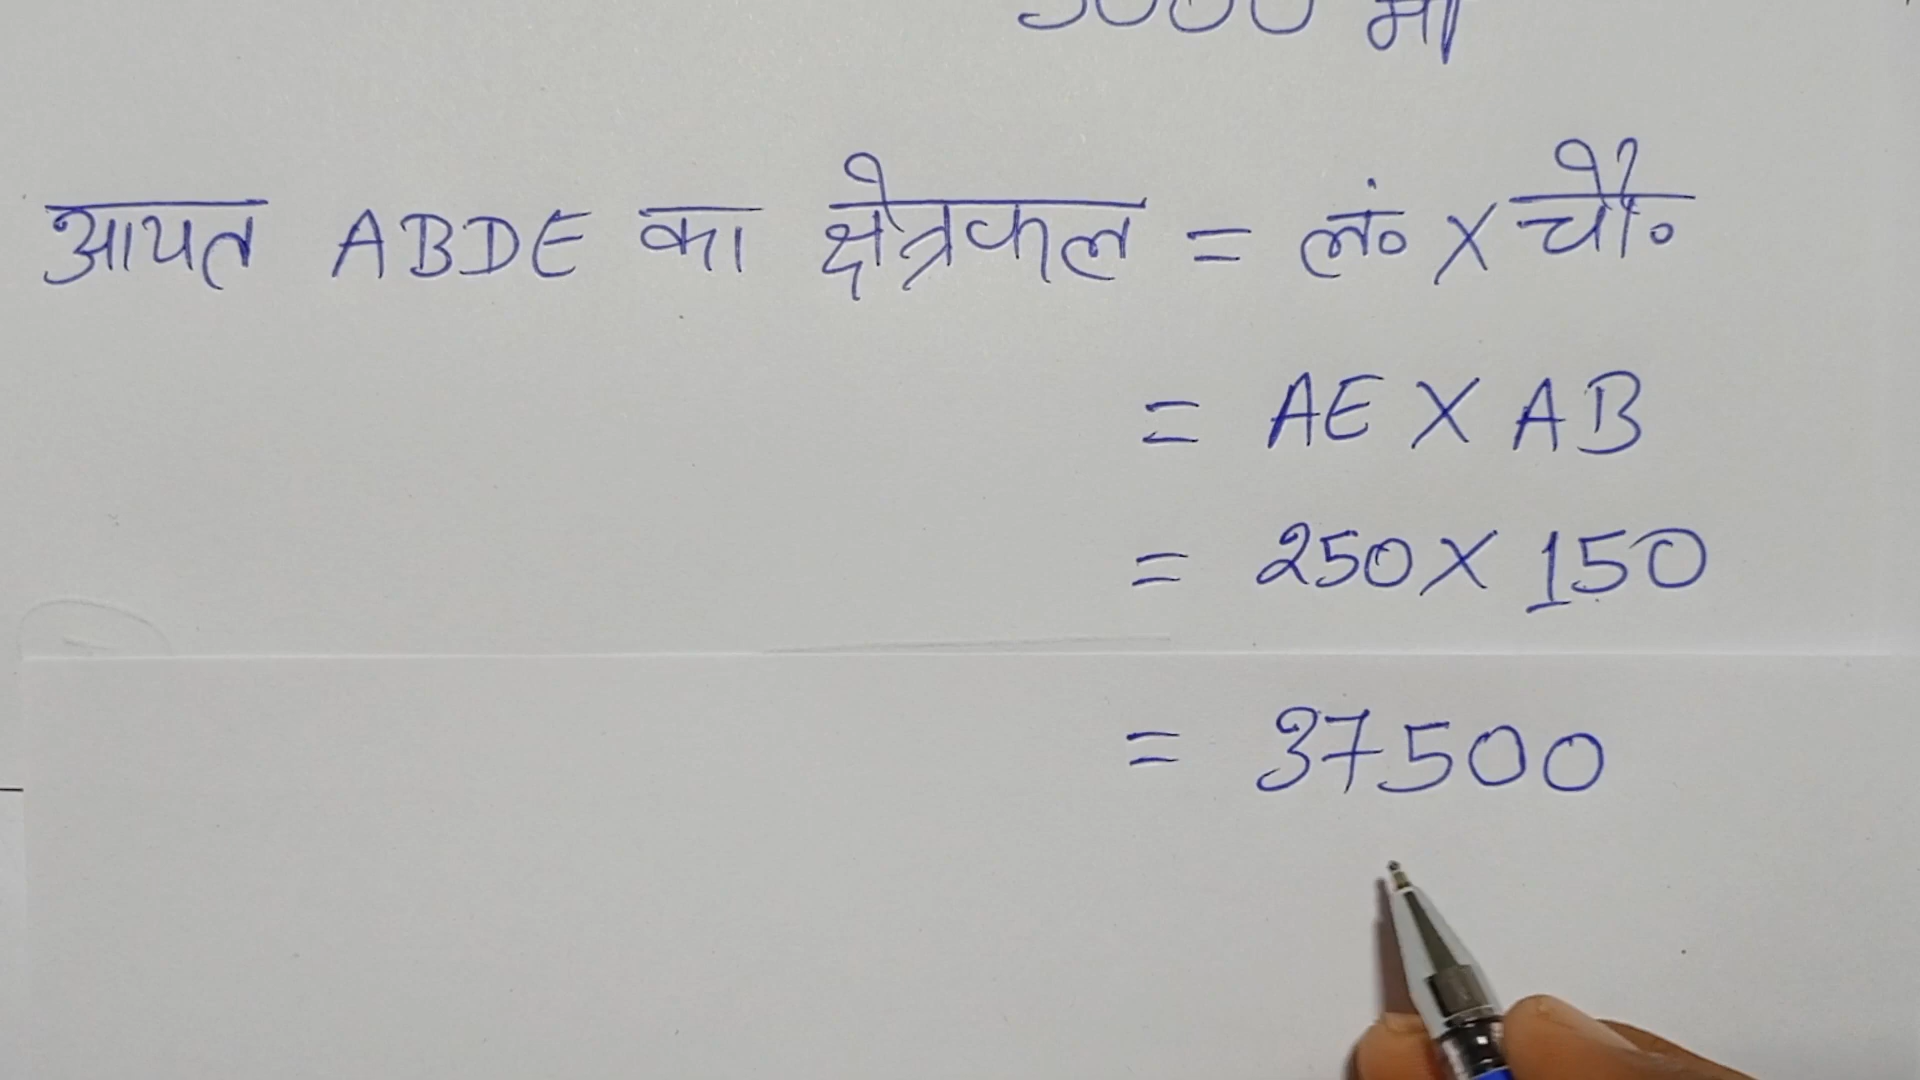 आयत ABDE का क्षेत्रफल = लं० X चौ०
= AE X AB
= 250 X 150
= 37500